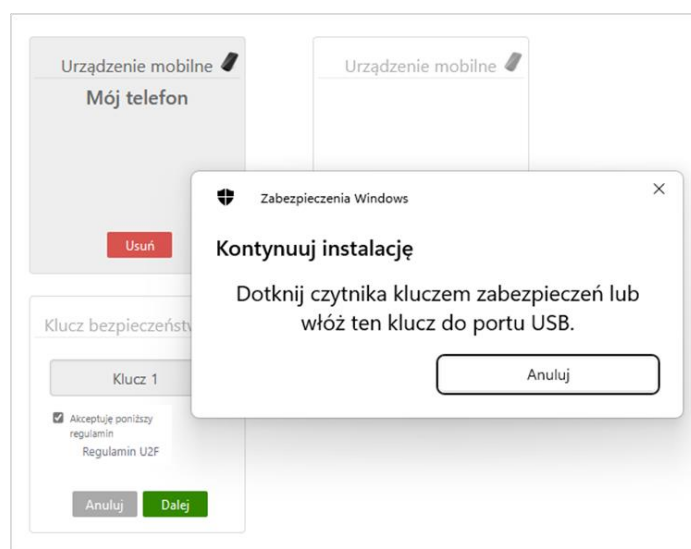 Urządzenie mobilne
Mój telefon
Usuń
Urządzenie mobilne
Zabezpieczenia Windows
Kontynuuj instalację
Dotknij czytnika kluczem zabezpieczeń lub
włóż ten klucz do portu USB.
Anuluj
Klucz
Klucz 1
Akceptuję poniższy
regulamin
Regulamin U2F
Anuluj
Dalej